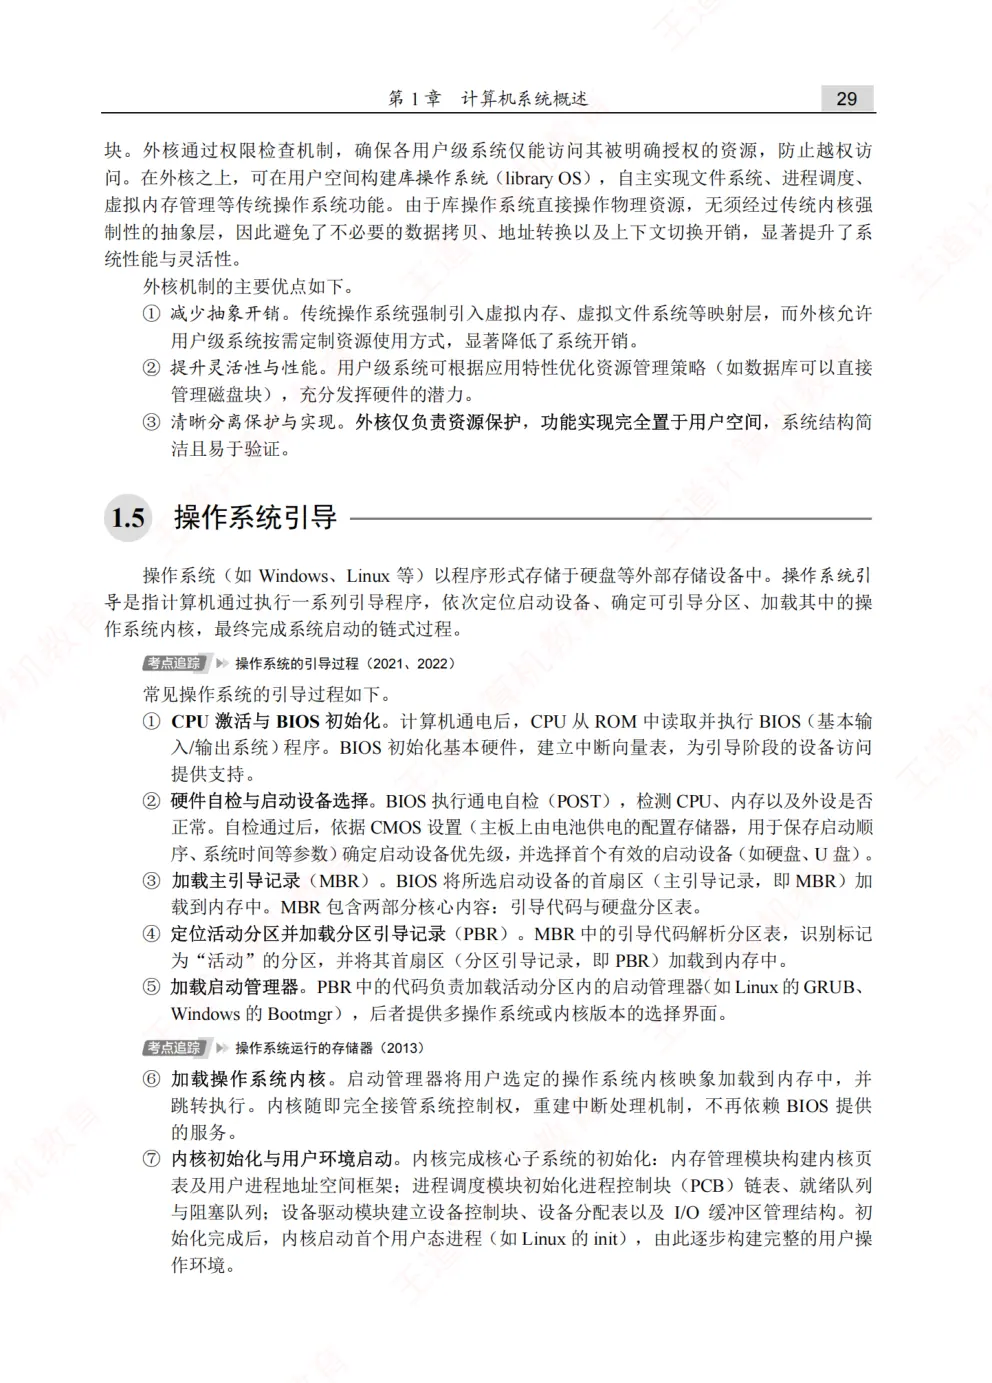 第 1 章　计算机系统概述
29
块。外核通过权限检查机制，确保各用户级系统仅能访问其被明确授权的资源，防止越权访
问。在外核之上，可在用户空间构建库操作系统（library OS），自主实现文件系统、进程调度、
虚拟内存管理等传统操作系统功能。由于库操作系统直接操作物理资源，无须经过传统内核强
制性的抽象层，因此避免了不必要的数据拷贝、地址转换以及上下文切换开销，显著提升了系
统性能与灵活性。
外核机制的主要优点如下。
① 减少抽象开销。传统操作系统强制引入虚拟内存、虚拟文件系统等映射层，而外核允许
用户级系统按需定制资源使用方式，显著降低了系统开销。
② 提升灵活性与性能。用户级系统可根据应用特性优化资源管理策略（如数据库可以直接
管理磁盘块），充分发挥硬件的潜力。
③ 清晰分离保护与实现。外核仅负责资源保护，功能实现完全置于用户空间，系统结构简
洁且易于验证。
1.5 操作系统引导
操作系统（如 Windows、Linux 等）以程序形式存储于硬盘等外部存储设备中。操作系统引
导是指计算机通过执行一系列引导程序，依次定位启动设备、确定可引导分区、加载其中的操
作系统内核，最终完成系统启动的链式过程。
考点追踪 操作系统的引导过程（2021、2022）
常见操作系统的引导过程如下。
① CPU 激活与 BIOS 初始化。计算机通电后，CPU 从 ROM 中读取并执行 BIOS（基本输
入/输出系统）程序。BIOS 初始化基本硬件，建立中断向量表，为引导阶段的设备访问
提供支持。
② 硬件自检与启动设备选择。BIOS 执行通电自检（POST），检测 CPU、内存以及外设是否
正常。自检通过后，依据 CMOS 设置（主板上由电池供电的配置存储器，用于保存启动顺
序、系统时间等参数）确定启动设备优先级，并选择首个有效的启动设备（如硬盘、U 盘）。
③ 加载主引导记录（MBR）。BIOS 将所选启动设备的首扇区（主引导记录，即 MBR）加
载到内存中。MBR 包含两部分核心内容：引导代码与硬盘分区表。
④ 定位活动分区并加载分区引导记录（PBR）。MBR 中的引导代码解析分区表，识别标记
为“活动”的分区，并将其首扇区（分区引导记录，即 PBR）加载到内存中。
⑤ 加载启动管理器。PBR 中的代码负责加载活动分区内的启动管理器（如 Linux 的 GRUB、
Windows 的 Bootmgr），后者提供多操作系统或内核版本的选择界面。
考点追踪 操作系统运行的存储器（2013）
⑥ 加载操作系统内核。启动管理器将用户选定的操作系统内核映象加载到内存中，并
跳转执行。内核随即完全接管系统控制权，重建中断处理机制，不再依赖 BIOS 提供
的服务。
⑦ 内核初始化与用户环境启动。内核完成核心子系统的初始化：内存管理模块构建内核页
表及用户进程地址空间框架；进程调度模块初始化进程控制块（PCB）链表、就绪队列
与阻塞队列；设备驱动模块建立设备控制块、设备分配表以及 I/O 缓冲区管理结构。初
始化完成后，内核启动首个用户态进程（如 Linux 的 init），由此逐步构建完整的用户操
作环境。